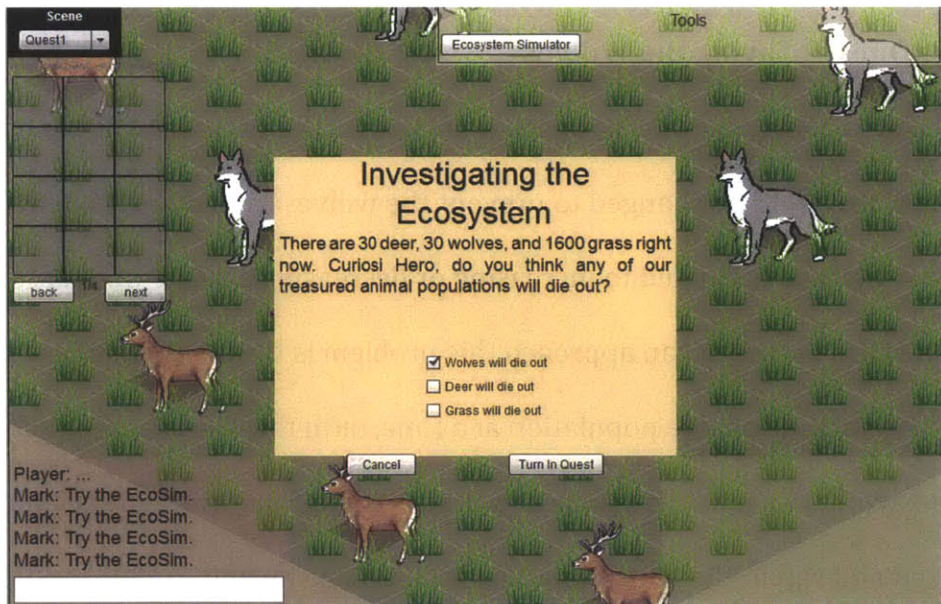 Scene
Quest1
Tools
Ecosystem Simulator
Investigating the
Ecosystem
There are 30 deer, 30 wolves, and 1600 grass right
now. Curiosi Hero, do you think any of our
treasured animal populations will die out?
back
next
Wolves will die out
Deer will die out
Grass will die out
Cancel
Turn In Quest
Player: ...
Mark: Try the EcoSim.
Mark: Try the EcoSim.
Mark: Try the EcoSim.
Mark: Try the EcoSim.